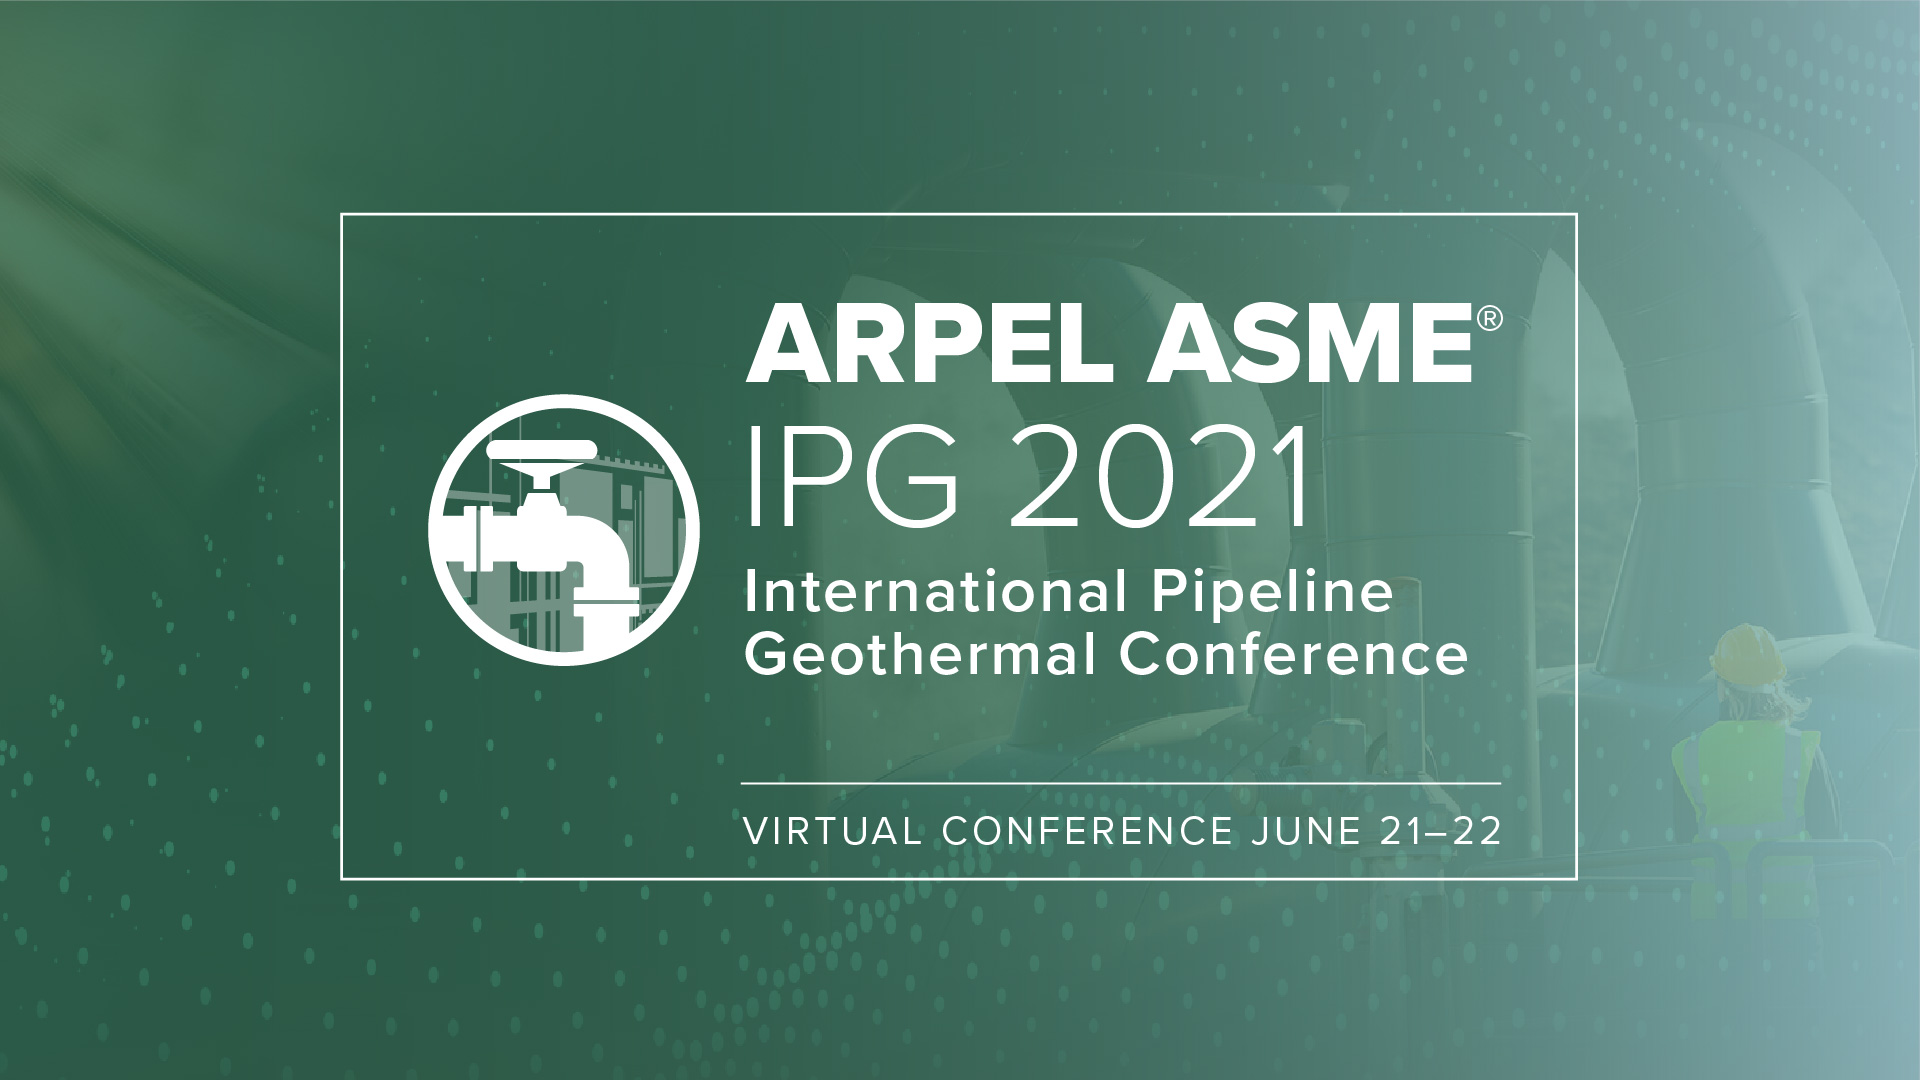 ARPEL ASME®
IPG 2021
International Pipeline
Geothermal Conference
VIRTUAL CONFERENCE JUNE 21–22